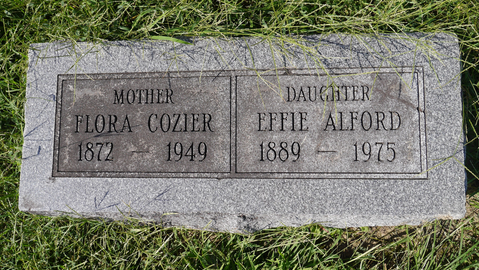 MOTHER
FLORA COZIER
1872 — 1949
DAUGHTER
EFFIE ALFORD
1889 — 1975